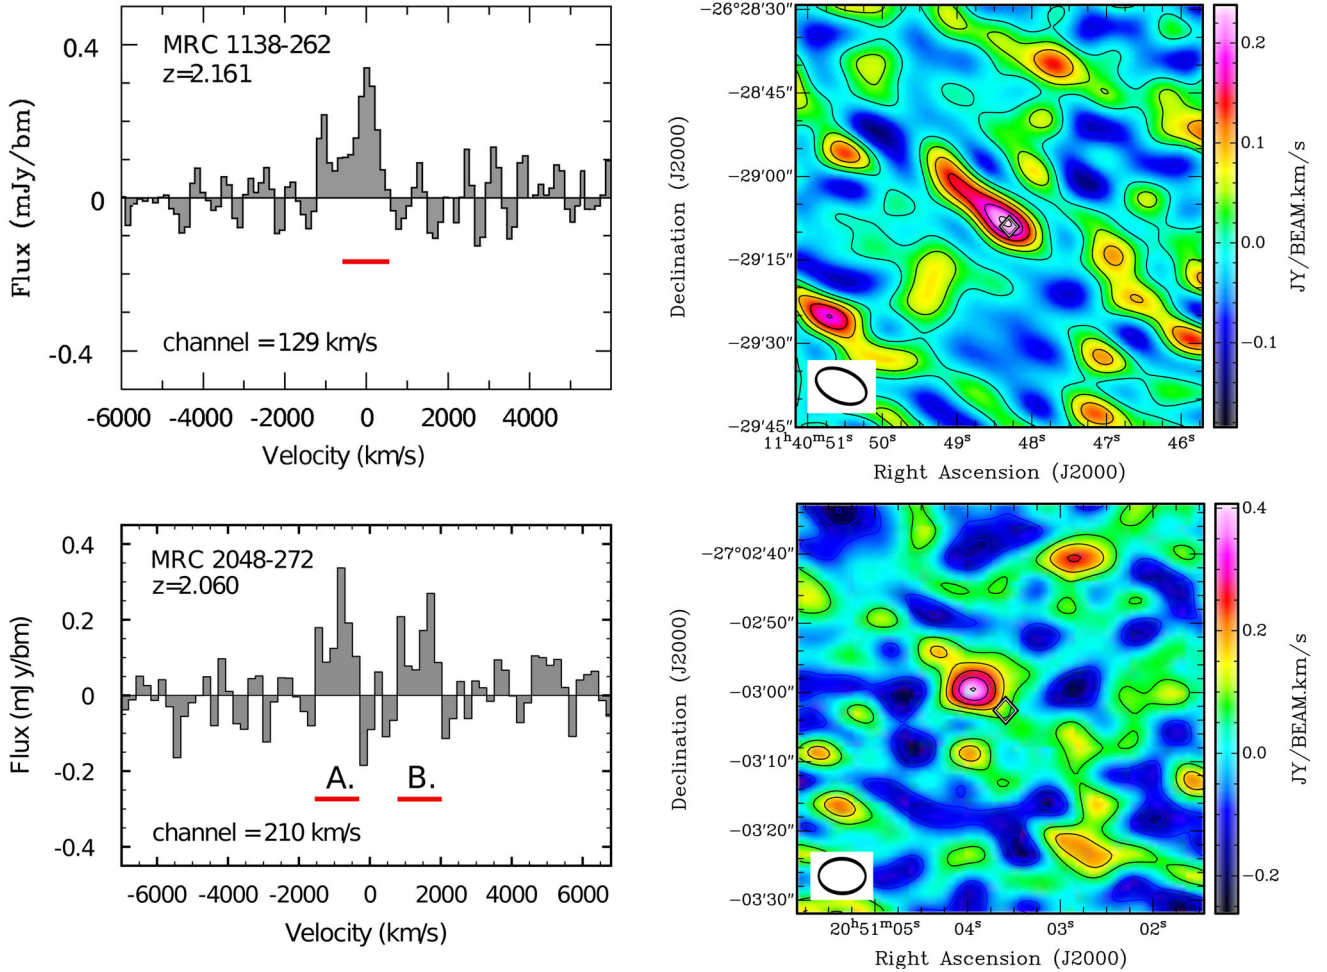 MRC 1138-262
z=2.161
0.4
0
-0.4
Flux (mJy/bm)
channel = 129 km/s
-6000 -4000 -2000 0 2000 4000
Velocity (km/s)
−26°28′30″
−28′45″
−29′00″
−29′15″
−29′30″
−29′45″
Declination (J2000)
11ʰ40ᵐ51ˢ 50ˢ 49ˢ 48ˢ 47ˢ 46ˢ
Right Ascension (J2000)
0.2
0.1
0.0
−0.1
JY/BEAM.km/s
MRC 2048-272
z=2.060
0.4
0.2
0
-0.2
-0.4
Flux (mJy/bm)
A. B.
channel = 210 km/s
-6000 -4000 -2000 0 2000 4000 6000
Velocity (km/s)
−27°02′40″
−02′50″
−03′00″
−03′10″
−03′20″
−03′30″
Declination (J2000)
20ʰ51ᵐ05ˢ 04ˢ 03ˢ 02ˢ
Right Ascension (J2000)
0.4
0.2
0.0
−0.2
JY/BEAM.km/s